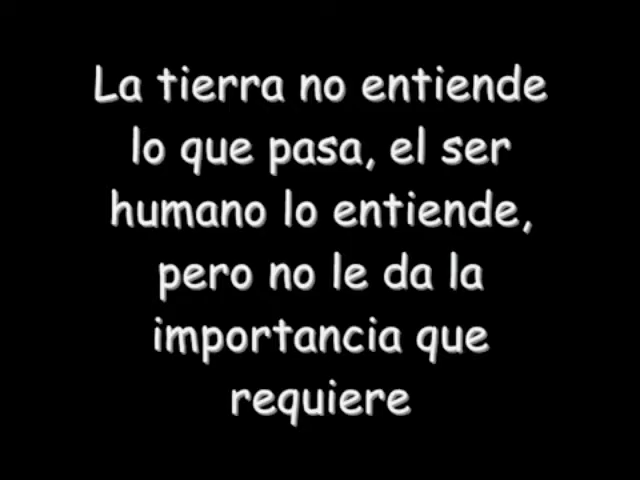 La tierra no entiende
lo que pasa, el ser
humano lo entiende,
pero no le da la
importancia que
requiere